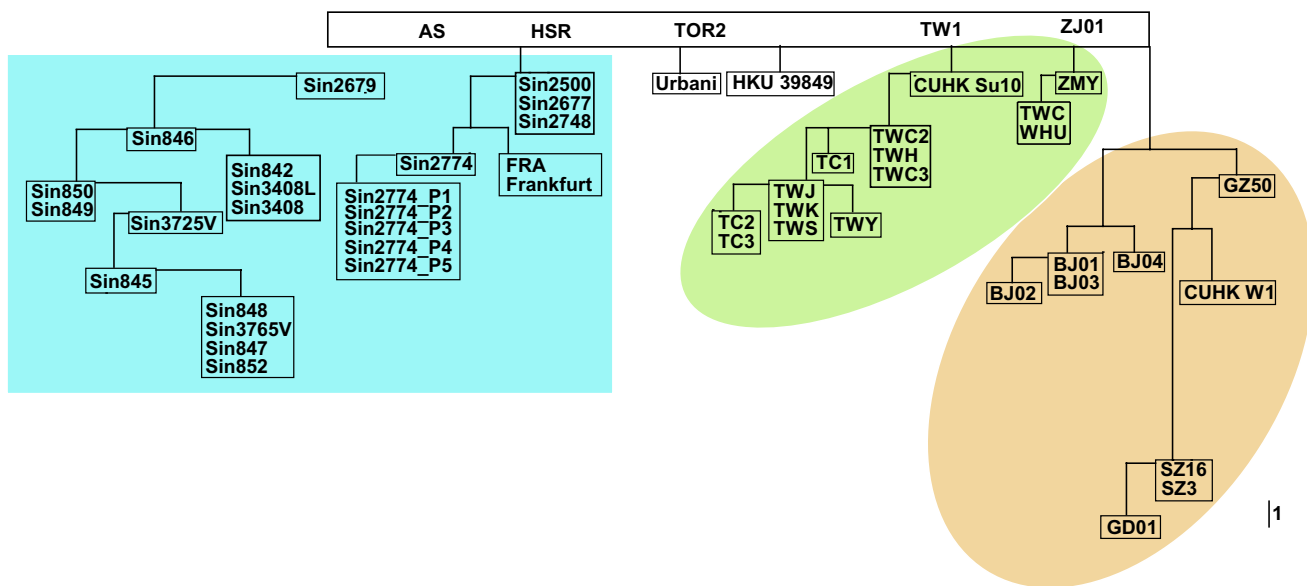 AS HSR TOR2 TW1 ZJ01
Sin2679
Sin846
Sin842
Sin3408L
Sin3408
Sin850
Sin849
Sin3725V
Sin845
Sin848
Sin3765V
Sin847
Sin852
Sin2500
Sin2677
Sin2748
Sin2774
FRA
Frankfurt
Sin2774_P1
Sin2774_P2
Sin2774_P3
Sin2774_P4
Sin2774_P5
Urbani
HKU 39849
CUHK Su10
ZMY
TWC
WHU
TWC2
TWH
TWC3
TC1
TWJ
TWK
TWS
TWY
TC2
TC3
GZ50
BJ01
BJ03
BJ04
BJ02
CUHK W1
SZ16
SZ3
GD01
1